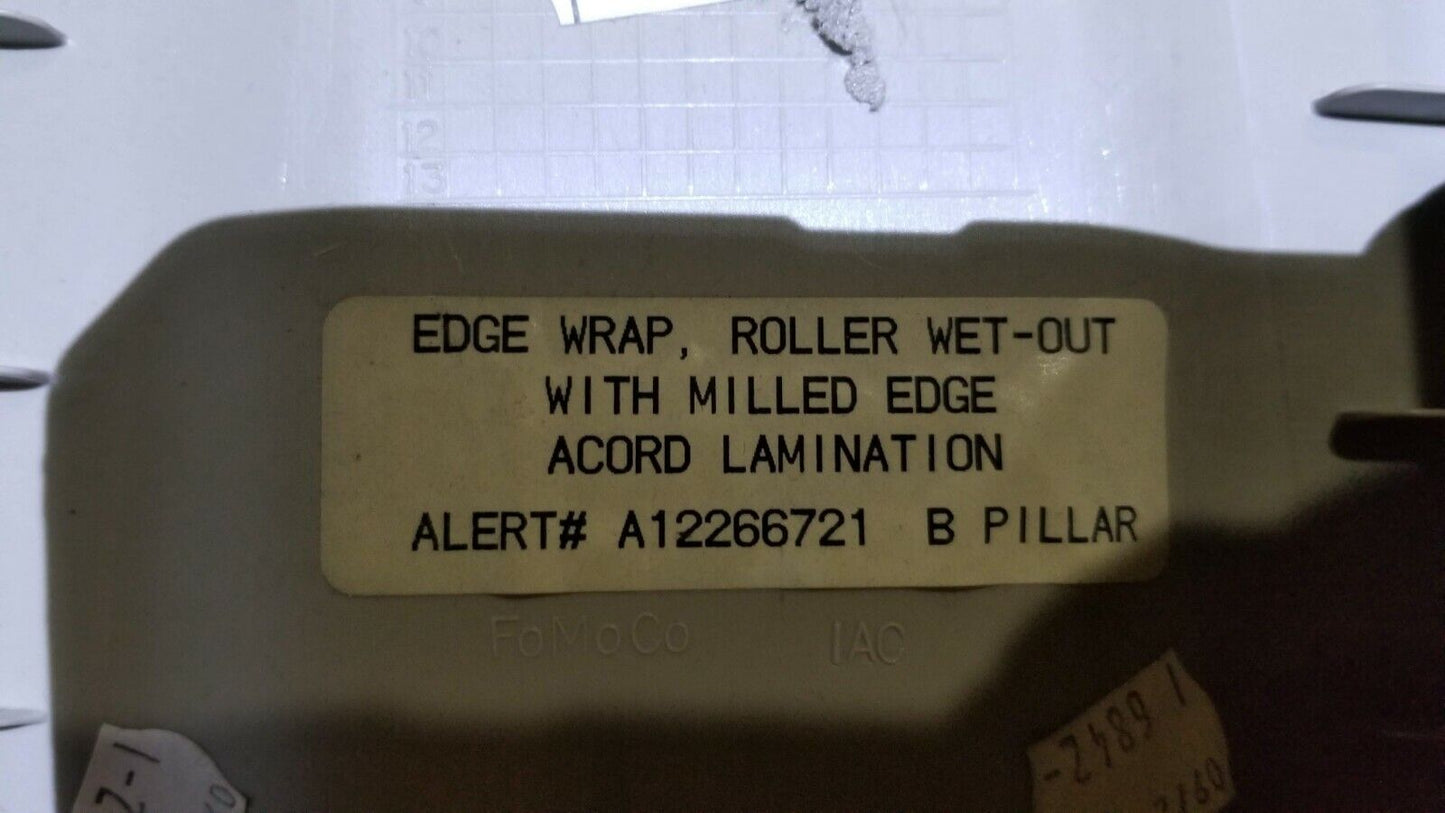 10
11
12
13
EDGE WRAP, ROLLER WET-OUT
WITH MILLED EDGE
ACORD LAMINATION
ALERT# A12266721 B PILLAR
FoMoCo IAC